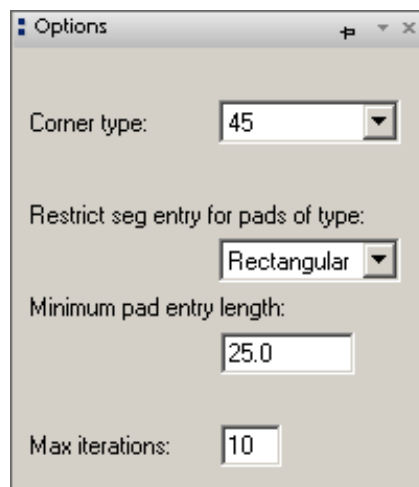 Options
Corner type: 45
Restrict seg entry for pads of type:
Rectangular
Minimum pad entry length:
25.0
Max iterations: 10